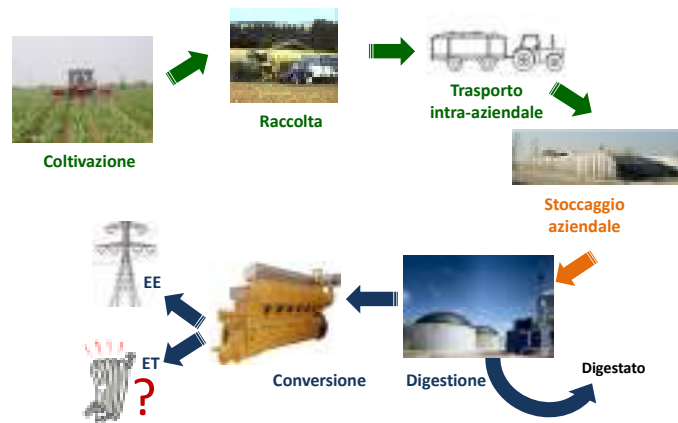 Coltivazione
Raccolta
Trasporto
intra-aziendale
Stoccaggio
aziendale
EE
ET
?
Conversione
Digestione
Digestato